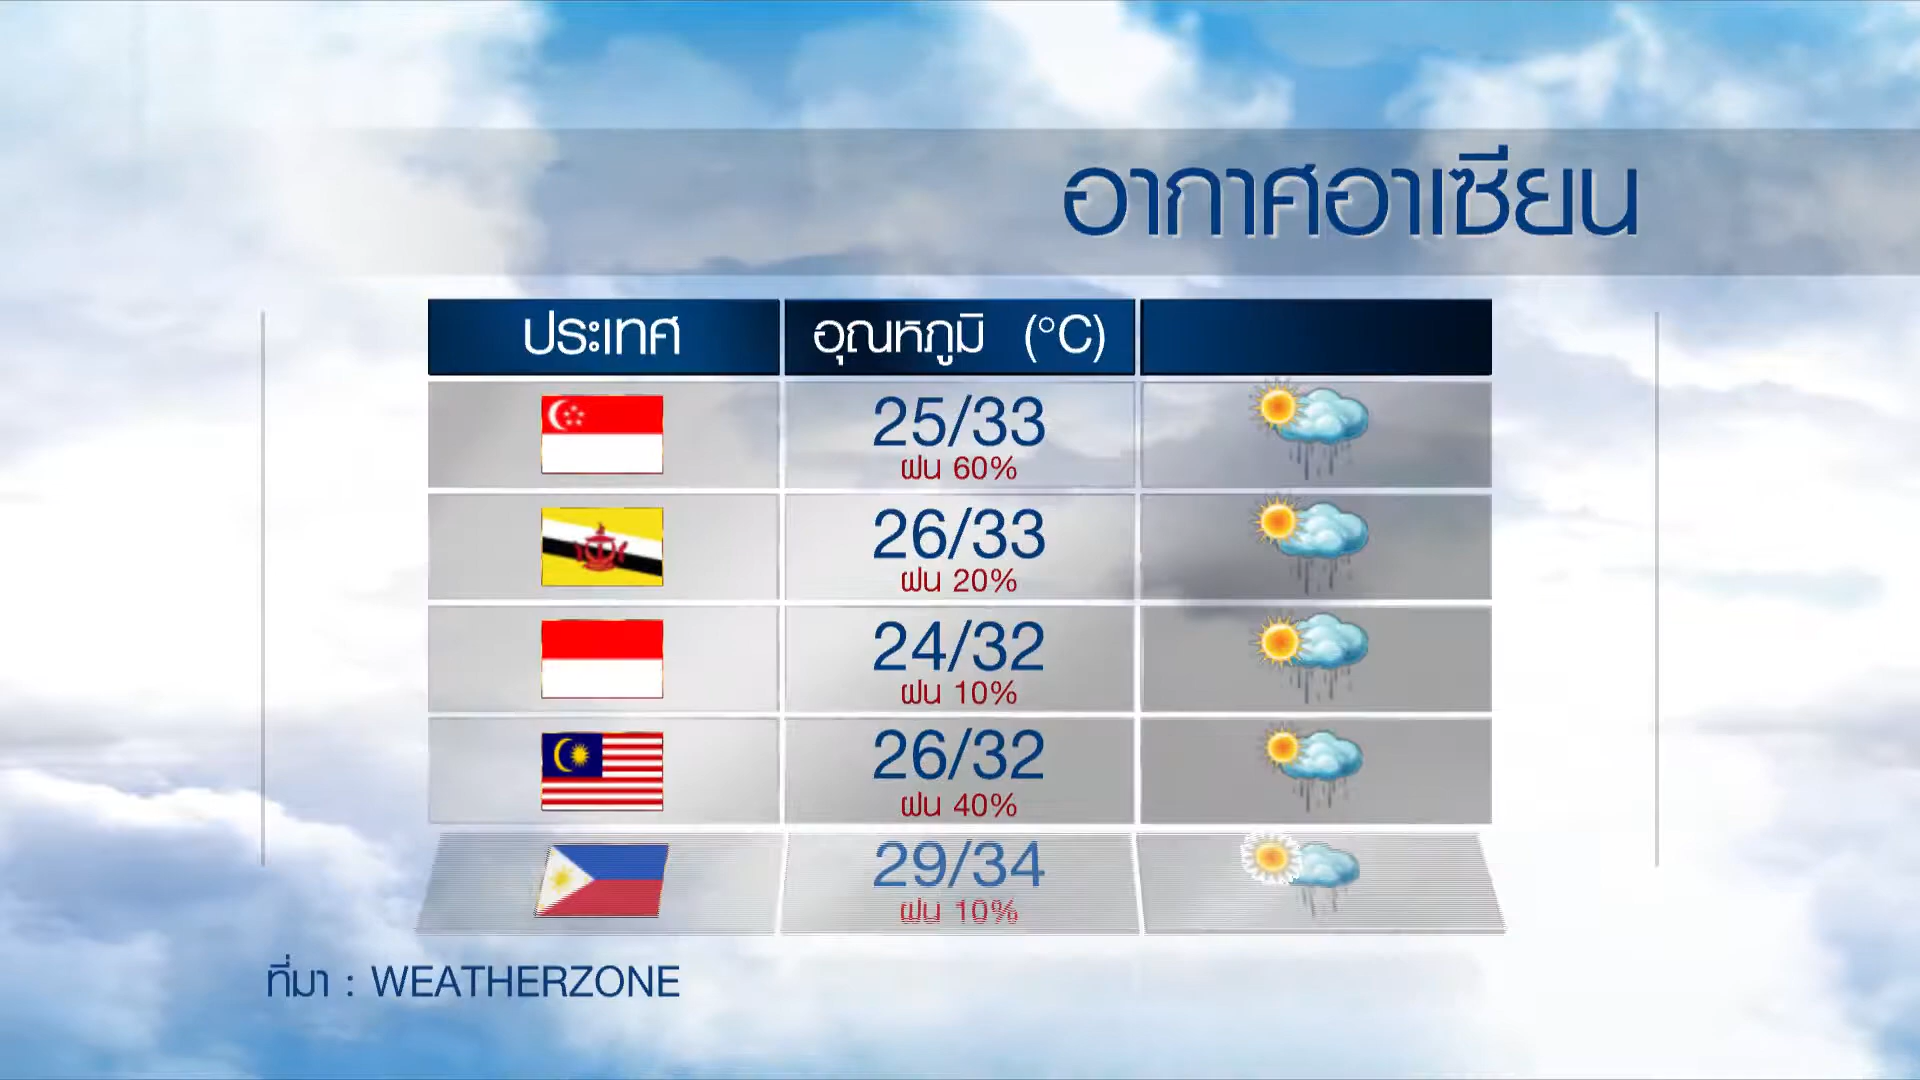 อากาศอาเซียน
ประเทศ อุณหภูมิ (°C)
25/33
ฝน 60%
26/33
ฝน 20%
24/32
ฝน 10%
26/32
ฝน 40%
29/34
ฝน 10%
ที่มา : WEATHERZONE